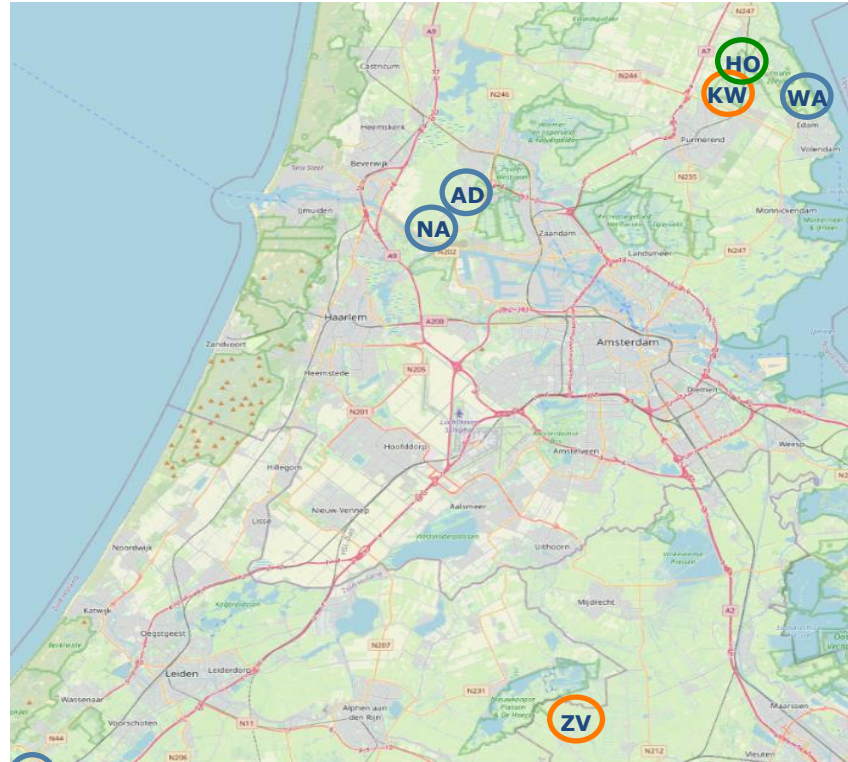 N247
A9
A7
Castricum
HO
N244
KW
WA
N246
Heemskerk
Edam
Purmerend
Volendam
Beverwijk
N235
AD
IJmuiden
Monnickendam
NA
Zaandam
N202
N247
Landsmeer
A9
Haarlem
A200
Zandvoort
Amsterdam
Heemstede
N205
Diemen
N201
Hoofddorp
Weesp
Amstelveen
Hillegom
Nieuw-Vennep
Aalsmeer
Lisse
Uithoorn
Noordwijk
Mijdrecht
Katwijk
A2
Oegstgeest
N207
Leiden
Leiderdorp
N231
Wassenaar
Alphen aan
den Rijn
Maarssen
Voorschoten
N11
ZV
N44
N206
N212
Vleuten